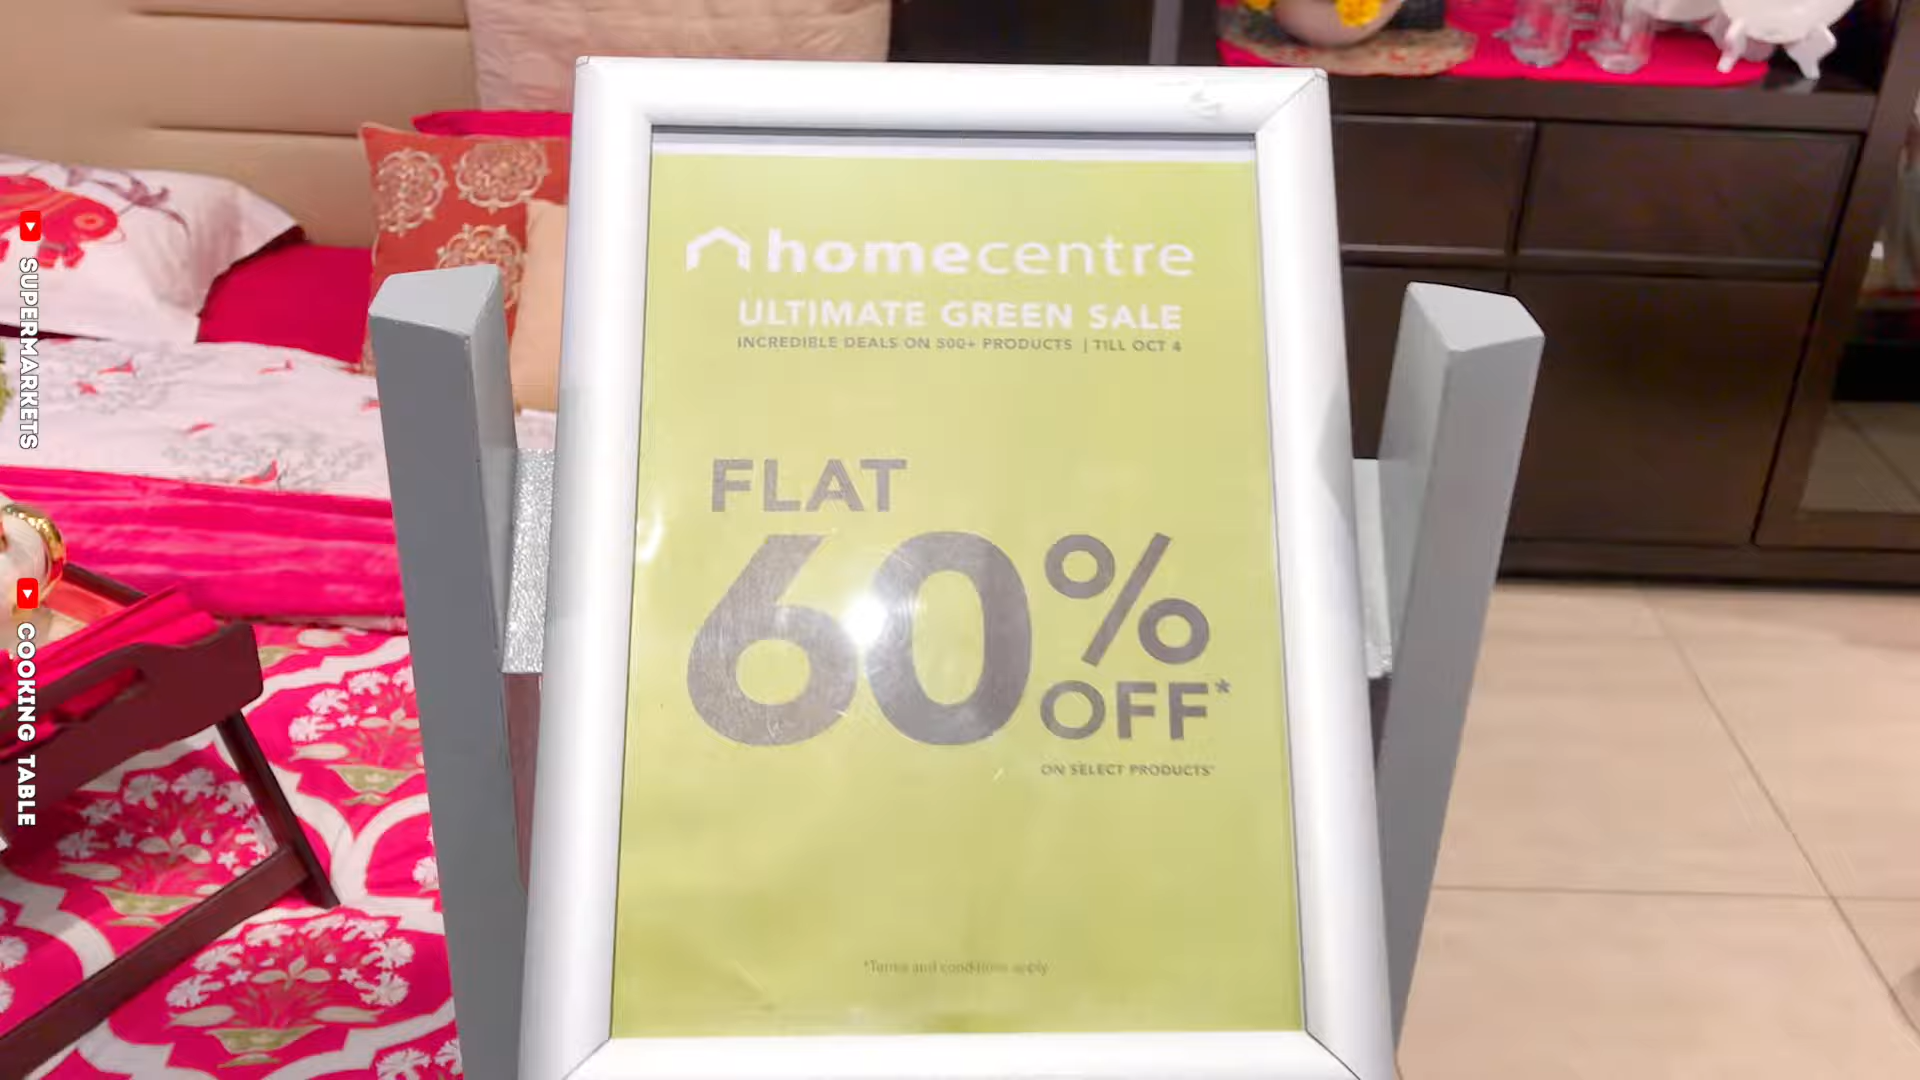 homecentre
ULTIMATE GREEN SALE
INCREDIBLE DEALS ON 500+ PRODUCTS | TILL OCT 4
FLAT
60%
OFF*
ON SELECT PRODUCTS*
*Terms and conditions apply
SUPERMARKETS
COOKING TABLE